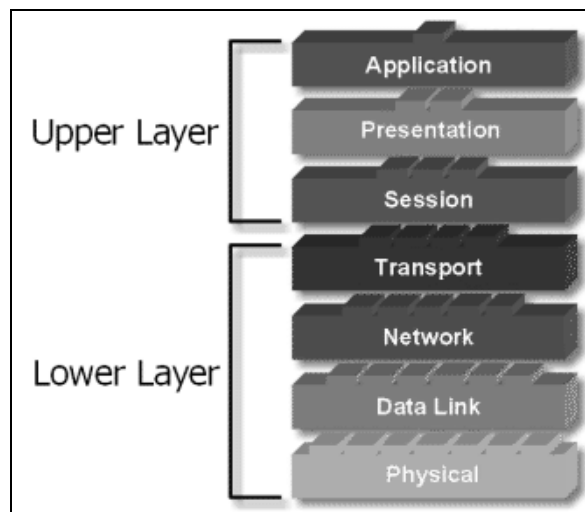 Application
Presentation
Upper Layer
Session
Transport
Network
Lower Layer
Data Link
Physical